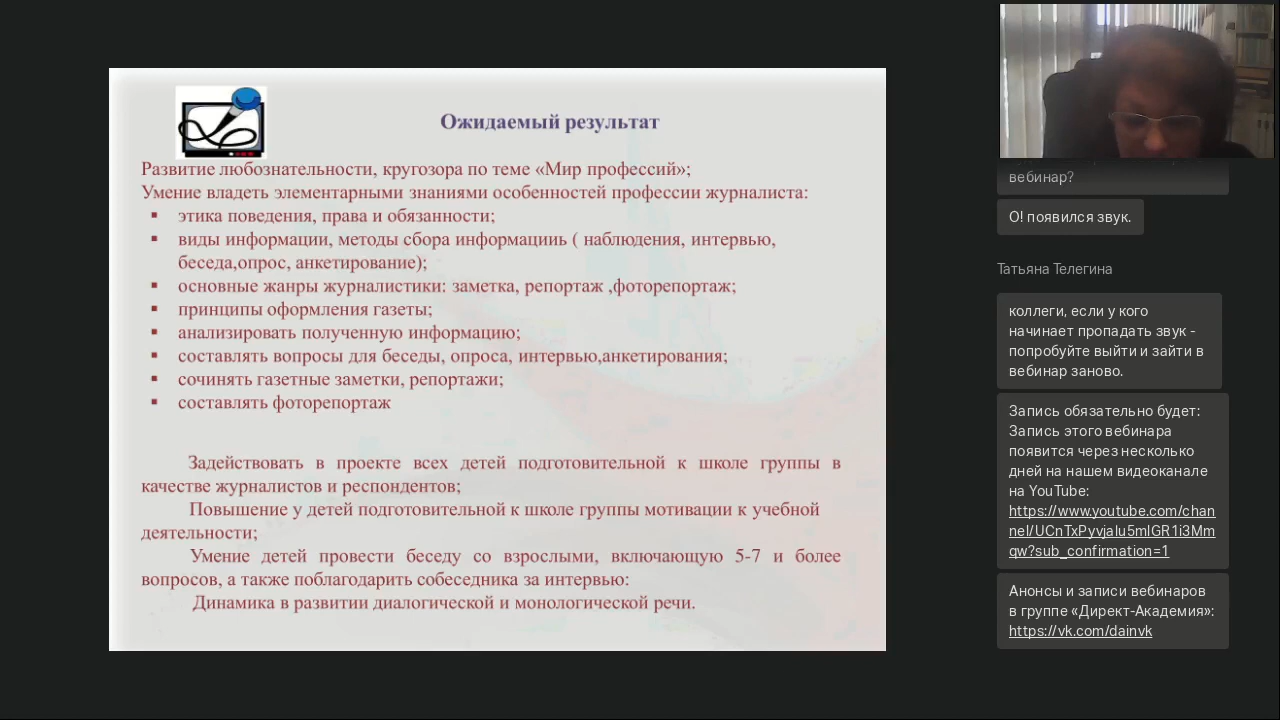 Ожидаемый результат
Развитие любознательности, кругозора по теме «Мир профессий»;
Умение владеть элементарными знаниями особенностей профессии журналиста:
▪ этика поведения, права и обязанности;
▪ виды информации, методы сбора информациииь ( наблюдения, интервью,
беседа,опрос, анкетирование);
▪ основные жанры журналистики: заметка, репортаж ,фоторепортаж;
▪ принципы оформления газеты;
▪ анализировать полученную информацию;
▪ составлять вопросы для беседы, опроса, интервью,анкетирования;
▪ сочинять газетные заметки, репортажи;
▪ составлять фоторепортаж
Задействовать в проекте всех детей подготовительной к школе группы в
качестве журналистов и респондентов;
Повышение у детей подготовительной к школе группы мотивации к учебной
деятельности;
Умение детей провести беседу со взрослыми, включающую 5-7 и более
вопросов, а также поблагодарить собеседника за интервью:
Динамика в развитии диалогической и монологической речи.
вебинар?
О! появился звук.
Татьяна Телегина
коллеги, если у кого
начинает пропадать звук -
попробуйте выйти и зайти в
вебинар заново.
Запись обязательно будет:
Запись этого вебинара
появится через несколько
дней на нашем видеоканале
на YouTube:
https://www.youtube.com/chan
nel/UCnTxPyvjalu5mlGR1i3Mm
qw?sub_confirmation=1
Анонсы и записи вебинаров
в группе «Директ-Академия»:
https://vk.com/dainvk